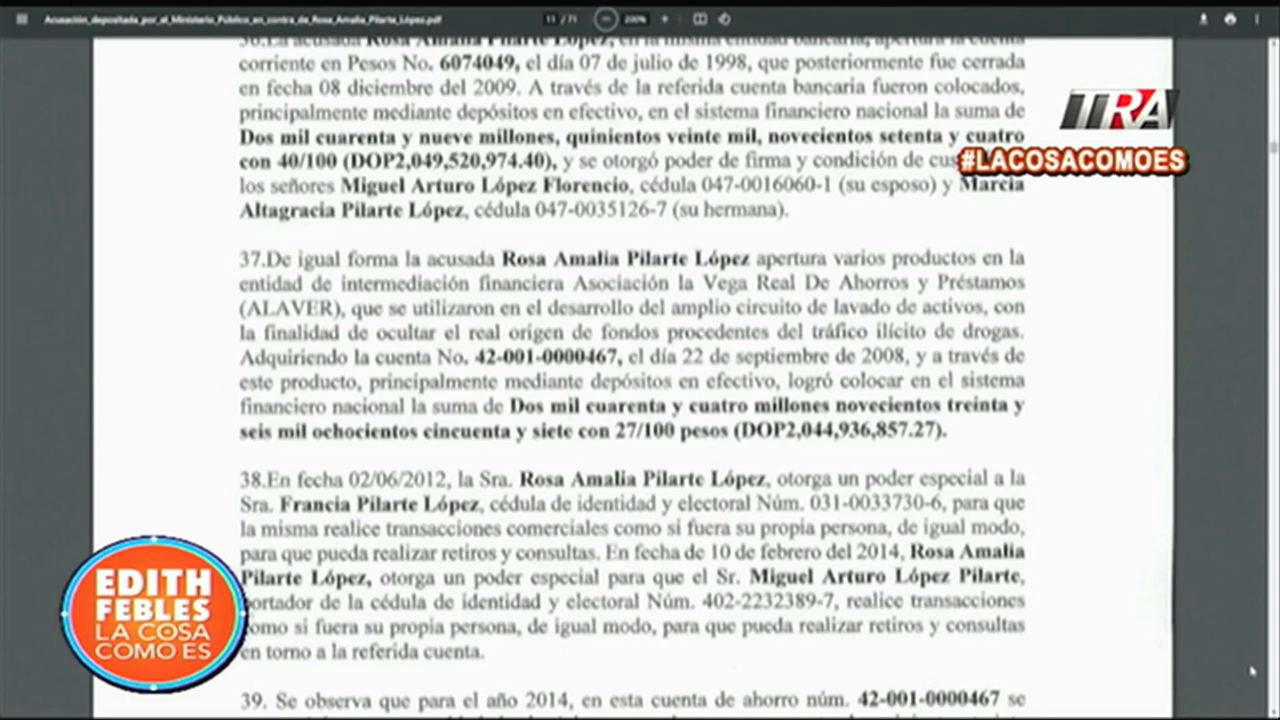 Acusación_depositada_por_el_Ministerio_Público_en_contra_de_Rosa_Amalia_Pilarte_López.pdf
11 / 71
200%
36.La acusada Rosa Amalia Pilarte López, en la misma entidad bancaria, apertura la cuenta
corriente en Pesos No. 6074049, el día 07 de julio de 1998, que posteriormente fue cerrada
en fecha 08 diciembre del 2009. A través de la referida cuenta bancaria fueron colocados,
principalmente mediante depósitos en efectivo, en el sistema financiero nacional la suma de
Dos mil cuarenta y nueve millones, quinientos veinte mil, novecientos setenta y cuatro
con 40/100 (DOP2,049,520,974.40), y se otorgó poder de firma y condición de
los señores Miguel Arturo López Florencio, cédula 047-0016060-1 (su esposo) y Marcia
Altagracia Pilarte López, cédula 047-0035126-7 (su hermana).
TRA
#LACOSACOMOES
37.De igual forma la acusada Rosa Amalia Pilarte López apertura varios productos en la
entidad de intermediación financiera Asociación la Vega Real De Ahorros y Préstamos
(ALAVER), que se utilizaron en el desarrollo del amplio circuito de lavado de activos, con
la finalidad de ocultar el real origen de fondos procedentes del tráfico ilícito de drogas.
Adquiriendo la cuenta No. 42-001-0000467, el día 22 de septiembre de 2008, y a través de
este producto, principalmente mediante depósitos en efectivo, logró colocar en el sistema
financiero nacional la suma de Dos mil cuarenta y cuatro millones novecientos treinta y
seis mil ochocientos cincuenta y siete con 27/100 pesos (DOP2,044,936,857.27).
38.En fecha 02/06/2012, la Sra. Rosa Amalia Pilarte López, otorga un poder especial a la
Sra. Francia Pilarte López, cédula de identidad y electoral Núm. 031-0033730-6, para que
la misma realice transacciones comerciales como si fuera su propia persona, de igual modo,
para que pueda realizar retiros y consultas. En fecha de 10 de febrero del 2014, Rosa Amalia
Pilarte López, otorga un poder especial para que el Sr. Miguel Arturo López Pilarte,
portador de la cédula de identidad y electoral Núm. 402-2232389-7, realice transacciones
como si fuera su propia persona, de igual modo, para que pueda realizar retiros y consultas
en torno a la referida cuenta.
39. Se observa que para el año 2014, en esta cuenta de ahorro núm. 42-001-0000467 se
EDITH
FEBLES
LA COSA
COMO ES